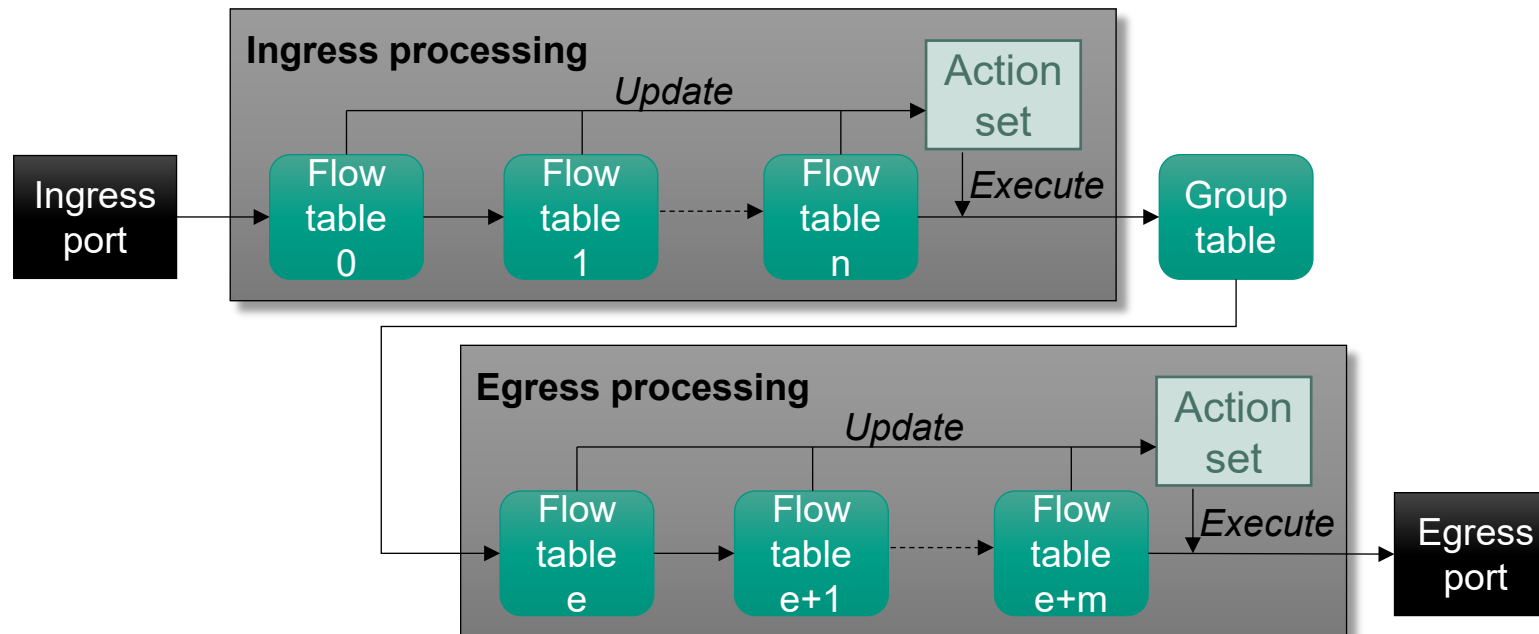 Ingress processing
Action
set
Update
Ingress
port
Flow
table
0
Flow
table
1
Flow
table
n
Execute
Group
table
Egress processing
Action
set
Update
Flow
table
e
Flow
table
e+1
Flow
table
e+m
Execute
Egress
port